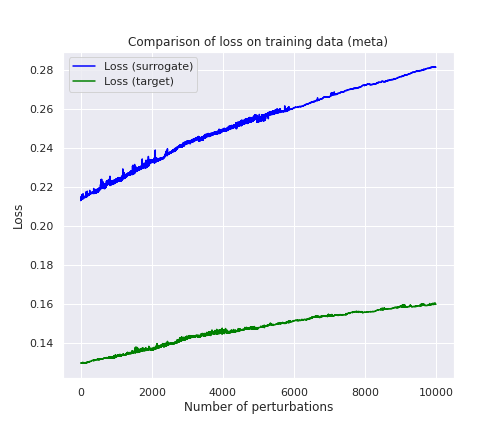 Comparison of loss on training data (meta)
Loss (surrogate)
Loss (target)
0.28
0.26
0.24
0.22
0.20
0.18
0.16
0.14
Loss
0 2000 4000 6000 8000 10000
Number of perturbations